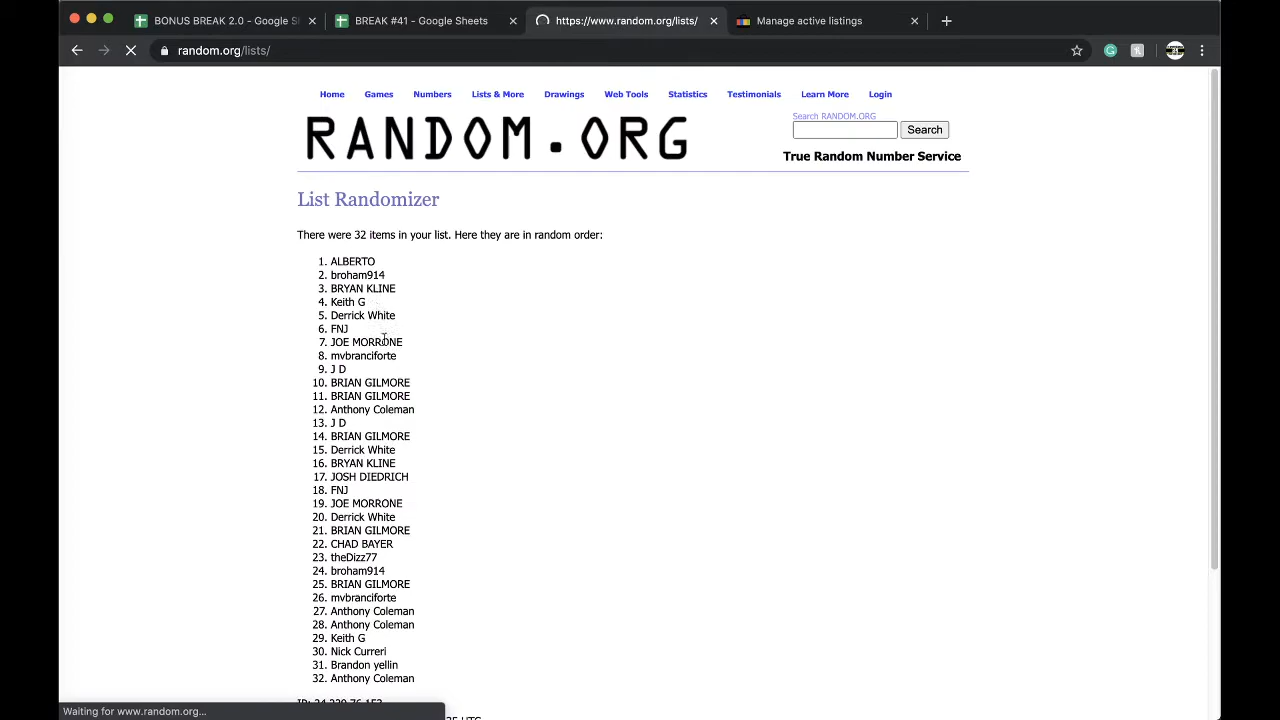 BONUS BREAK 2.0 - Google Sh
BREAK #41 - Google Sheets
https://www.random.org/lists/
Manage active listings
random.org/lists/
Home Games Numbers Lists & More Drawings Web Tools Statistics Testimonials Learn More Login
Search RANDOM.ORG
Search
RANDOM.ORG
True Random Number Service
List Randomizer
There were 32 items in your list. Here they are in random order:
1. ALBERTO
2. broham914
3. BRYAN KLINE
4. Keith G
5. Derrick White
6. FNJ
7. JOE MORRONE
8. mvbranciforte
9. J D
10. BRIAN GILMORE
11. BRIAN GILMORE
12. Anthony Coleman
13. J D
14. BRIAN GILMORE
15. Derrick White
16. BRYAN KLINE
17. JOSH DIEDRICH
18. FNJ
19. JOE MORRONE
20. Derrick White
21. BRIAN GILMORE
22. CHAD BAYER
23. theDizz77
24. broham914
25. BRIAN GILMORE
26. mvbranciforte
27. Anthony Coleman
28. Anthony Coleman
29. Keith G
30. Nick Curreri
31. Brandon yellin
32. Anthony Coleman
Waiting for www.random.org...
UTC